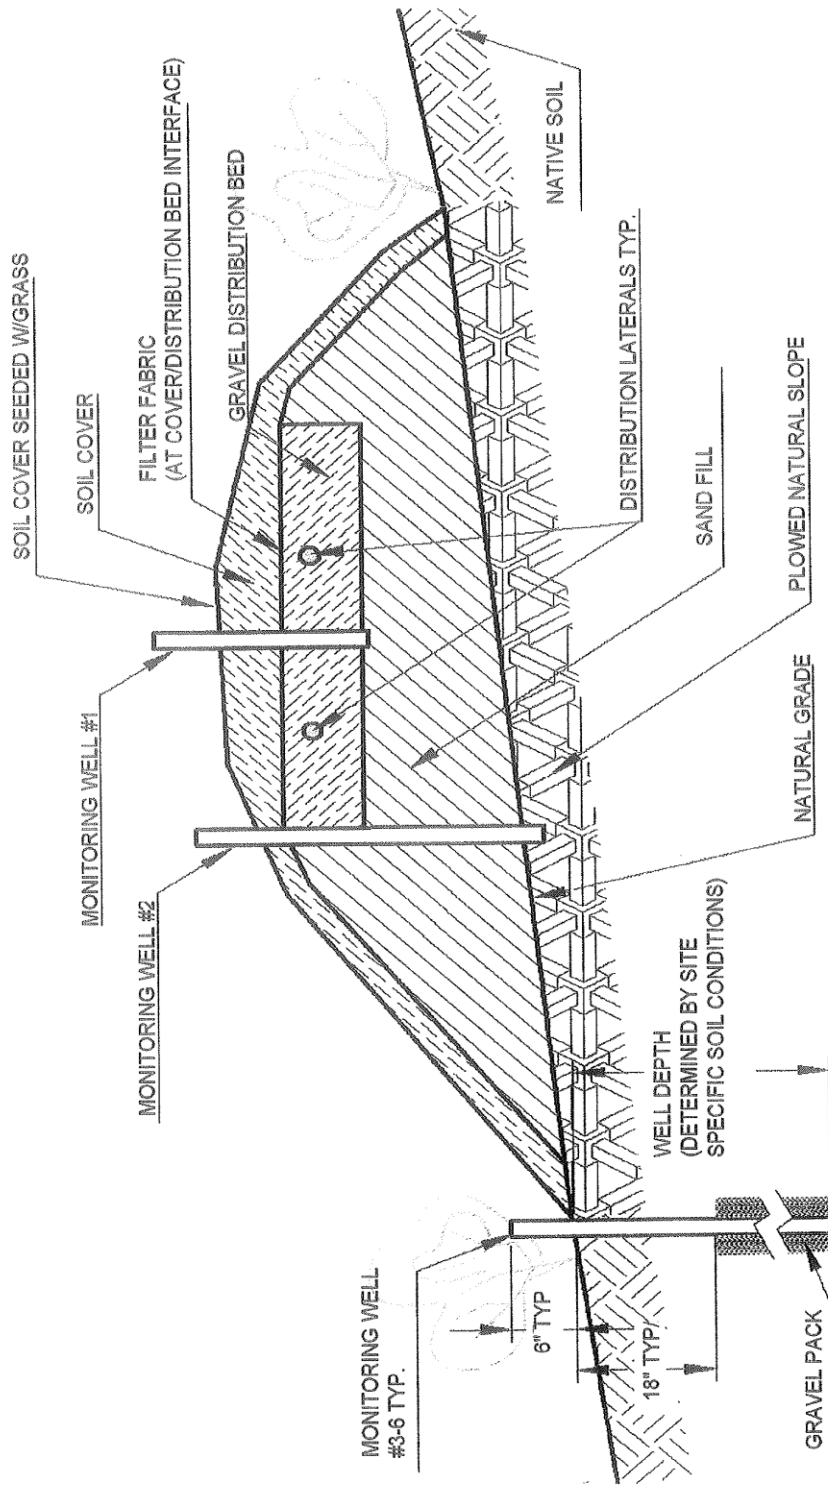 SOIL COVER SEEDED W/GRASS
SOIL COVER
FILTER FABRIC
(AT COVER/DISTRIBUTION BED INTERFACE)
GRAVEL DISTRIBUTION BED
MONITORING WELL #1
MONITORING WELL #2
MONITORING WELL
#3-6 TYP.
6" TYP
18" TYP
GRAVEL PACK
WELL DEPTH
(DETERMINED BY SITE
SPECIFIC SOIL CONDITIONS)
NATURAL GRADE
PLOWED NATURAL SLOPE
SAND FILL
DISTRIBUTION LATERALS TYP.
NATIVE SOIL